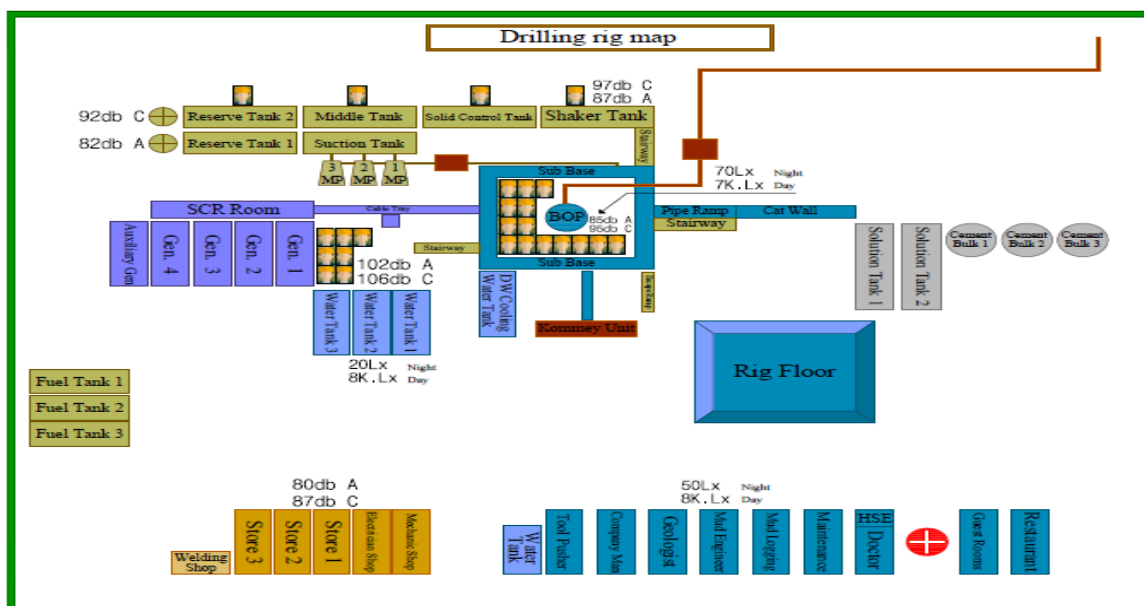 Drilling rig map
97db C
87db A
92db C
Reserve Tank 2
Middle Tank
Solid Control Tank
Shaker Tank
82db A
Reserve Tank 1
Suction Tank
Stairway
3
MP
2
MP
1
MP
Sub Base
70Lx Night
7K.Lx Day
SCR Room
Cable Tray
BOP
85db A
95db C
Pipe Ramp
Cat Wall
Stairway
Auxiliary Gen
Gen. 4
Gen. 3
Gen. 2
Gen. 1
Stairway
Sub Base
102db A
106db C
Solution Tank 1
Solution Tank 2
Cement
Bulk 1
Cement
Bulk 2
Cement
Bulk 3
Water Tank 3
Water Tank 2
Water Tank 1
DW Cooling
Water Tank
Kommey Unit
20Lx Night
8K.Lx Day
Rig Floor
Fuel Tank 1
Fuel Tank 2
Fuel Tank 3
80db A
87db C
50Lx Night
8K.Lx Day
Welding
Shop
Store 3
Store 2
Store 1
Electrician Shop
Mechanic Shop
Water
Tank
Tool Pusher
Company Man
Geologist
Mud Engineer
Mud Logging
Maintenance
HSE
Doctor
Guest Rooms
Restaurant